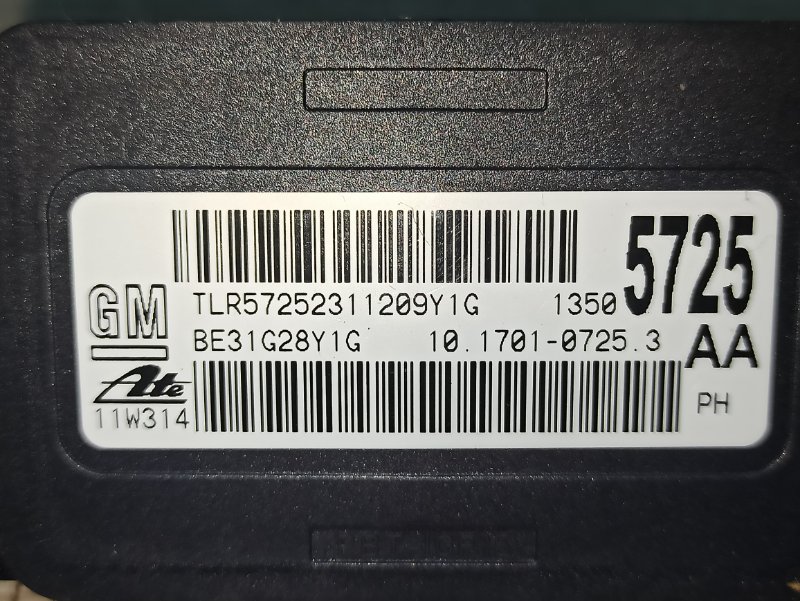 TLR57252311209Y1G 1350 5725
GM
BE31G28Y1G 10.1701-0725.3 AA
Ate
11W314 PH